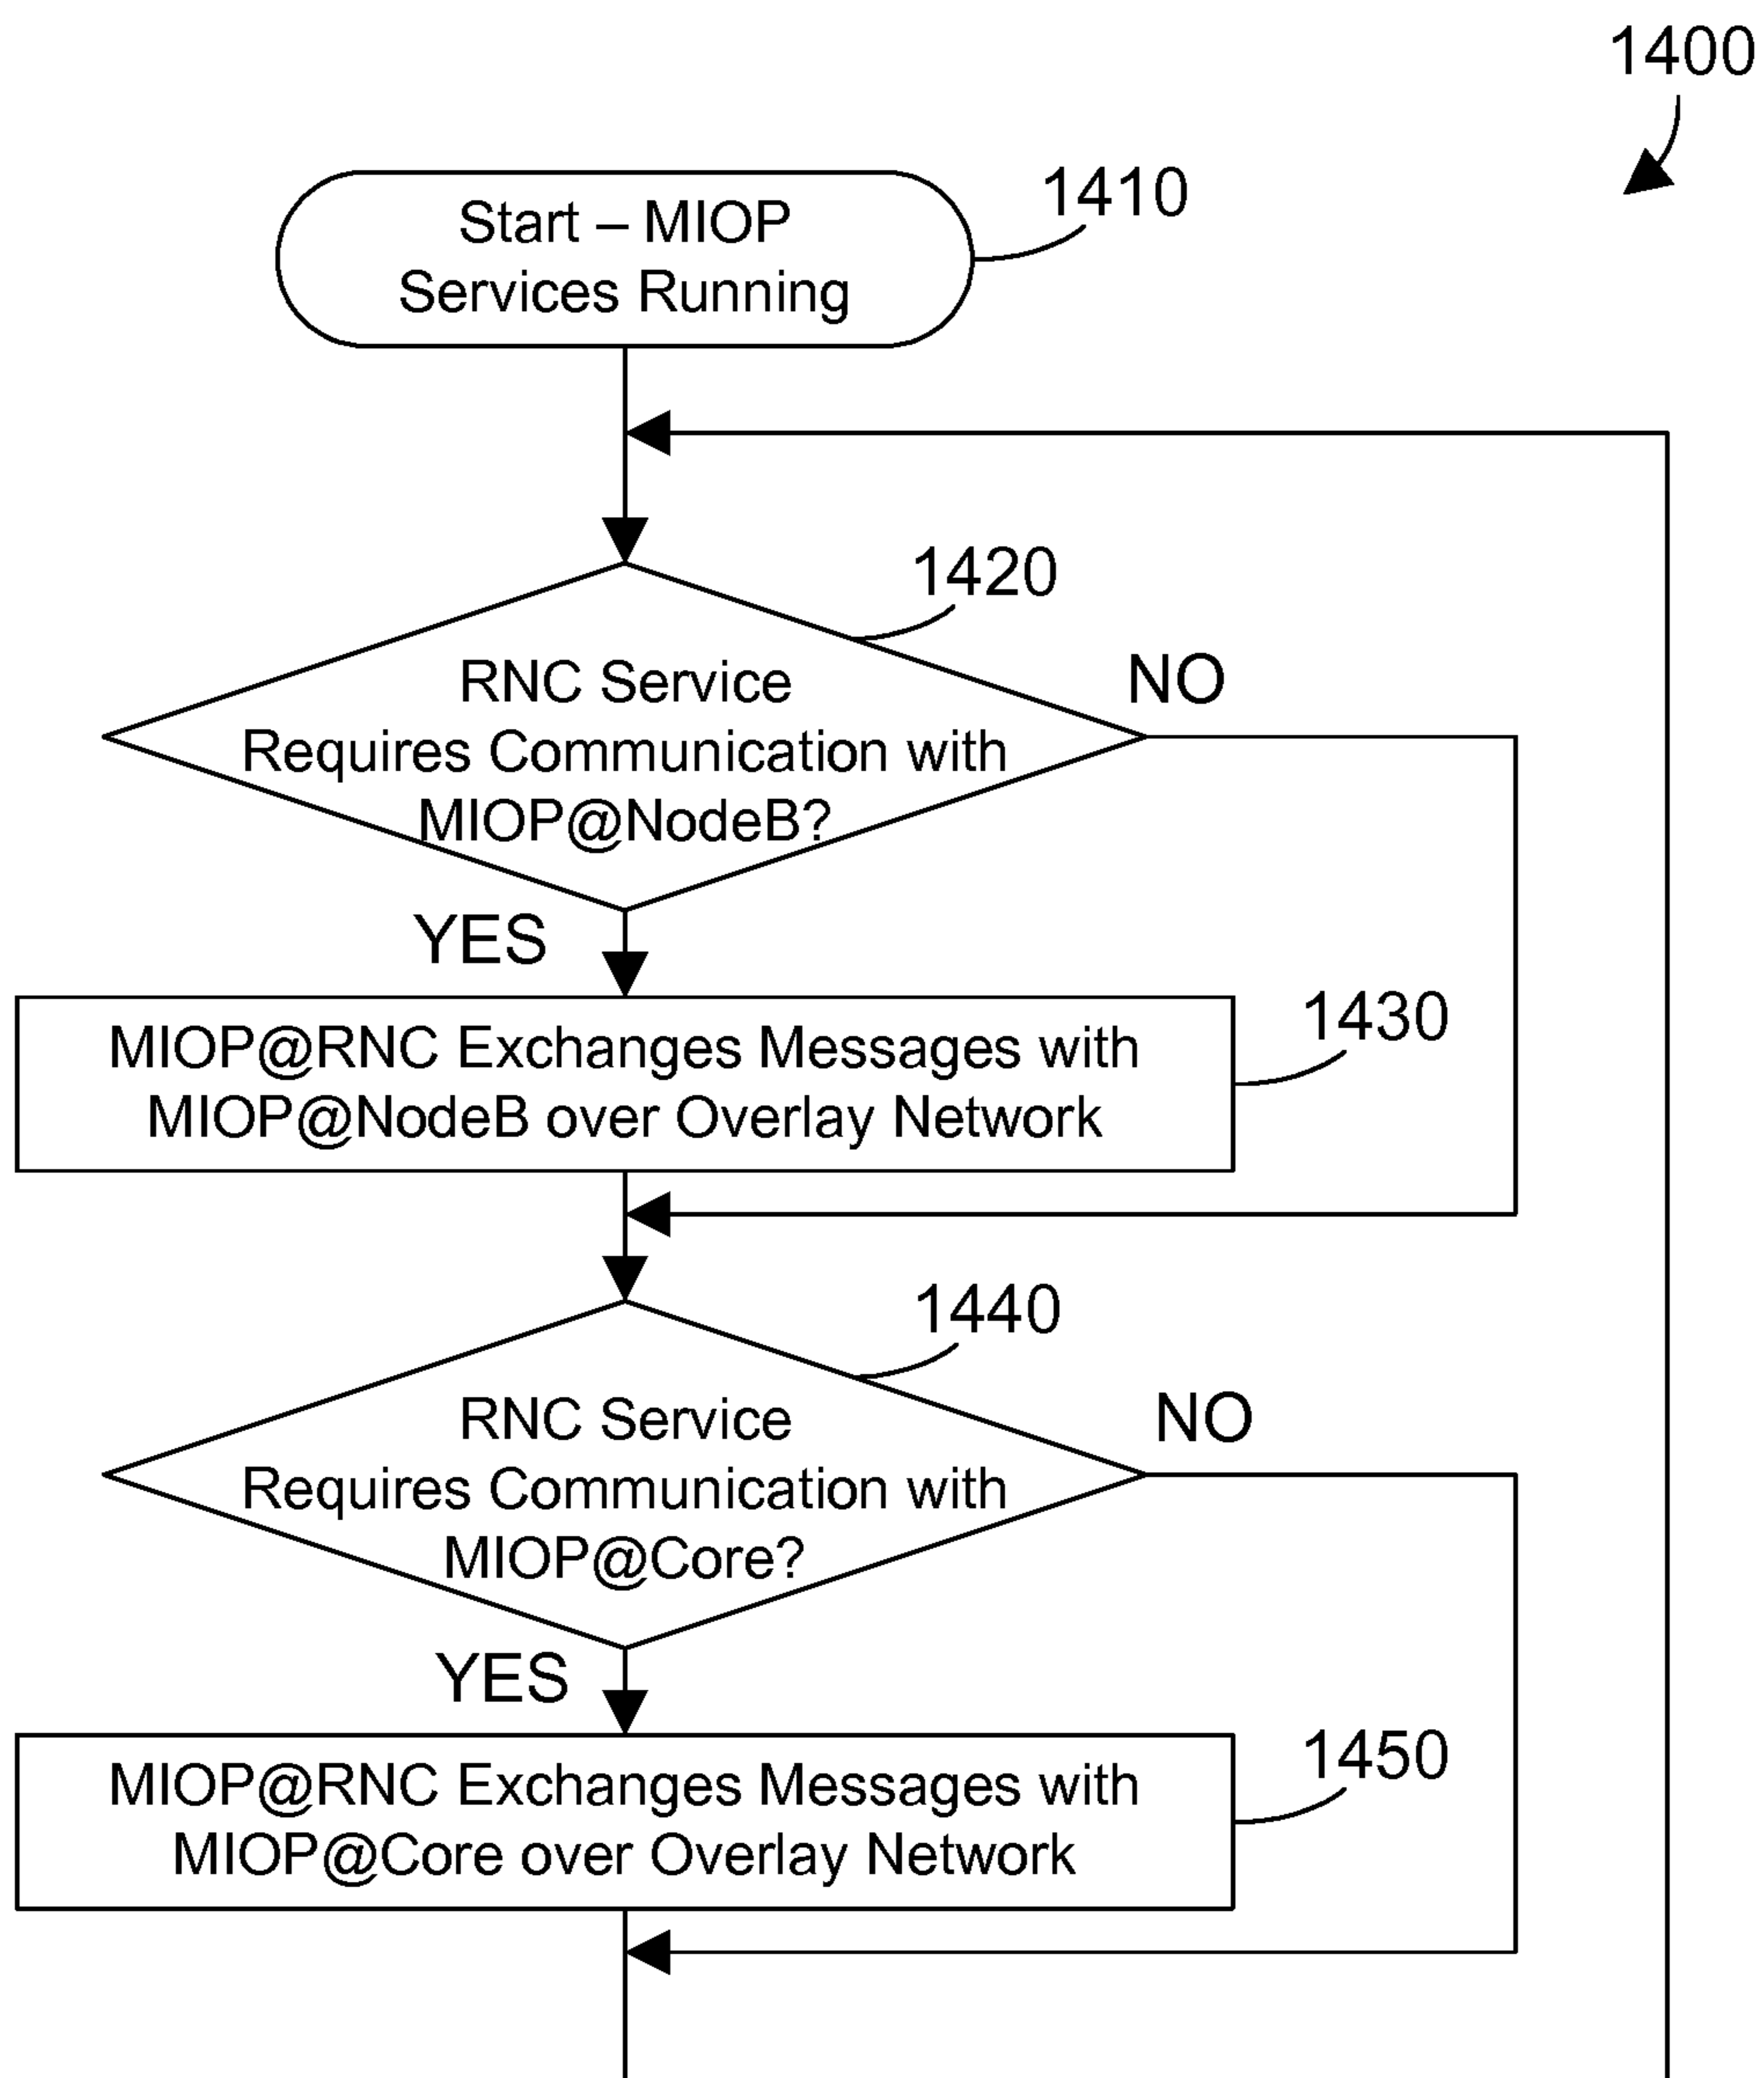 1400
Start – MIOP
Services Running
1410
1420
RNC Service
Requires Communication with
MIOP@NodeB?
NO
YES
MIOP@RNC Exchanges Messages with
MIOP@NodeB over Overlay Network
1430
1440
RNC Service
Requires Communication with
MIOP@Core?
NO
YES
MIOP@RNC Exchanges Messages with
MIOP@Core over Overlay Network
1450